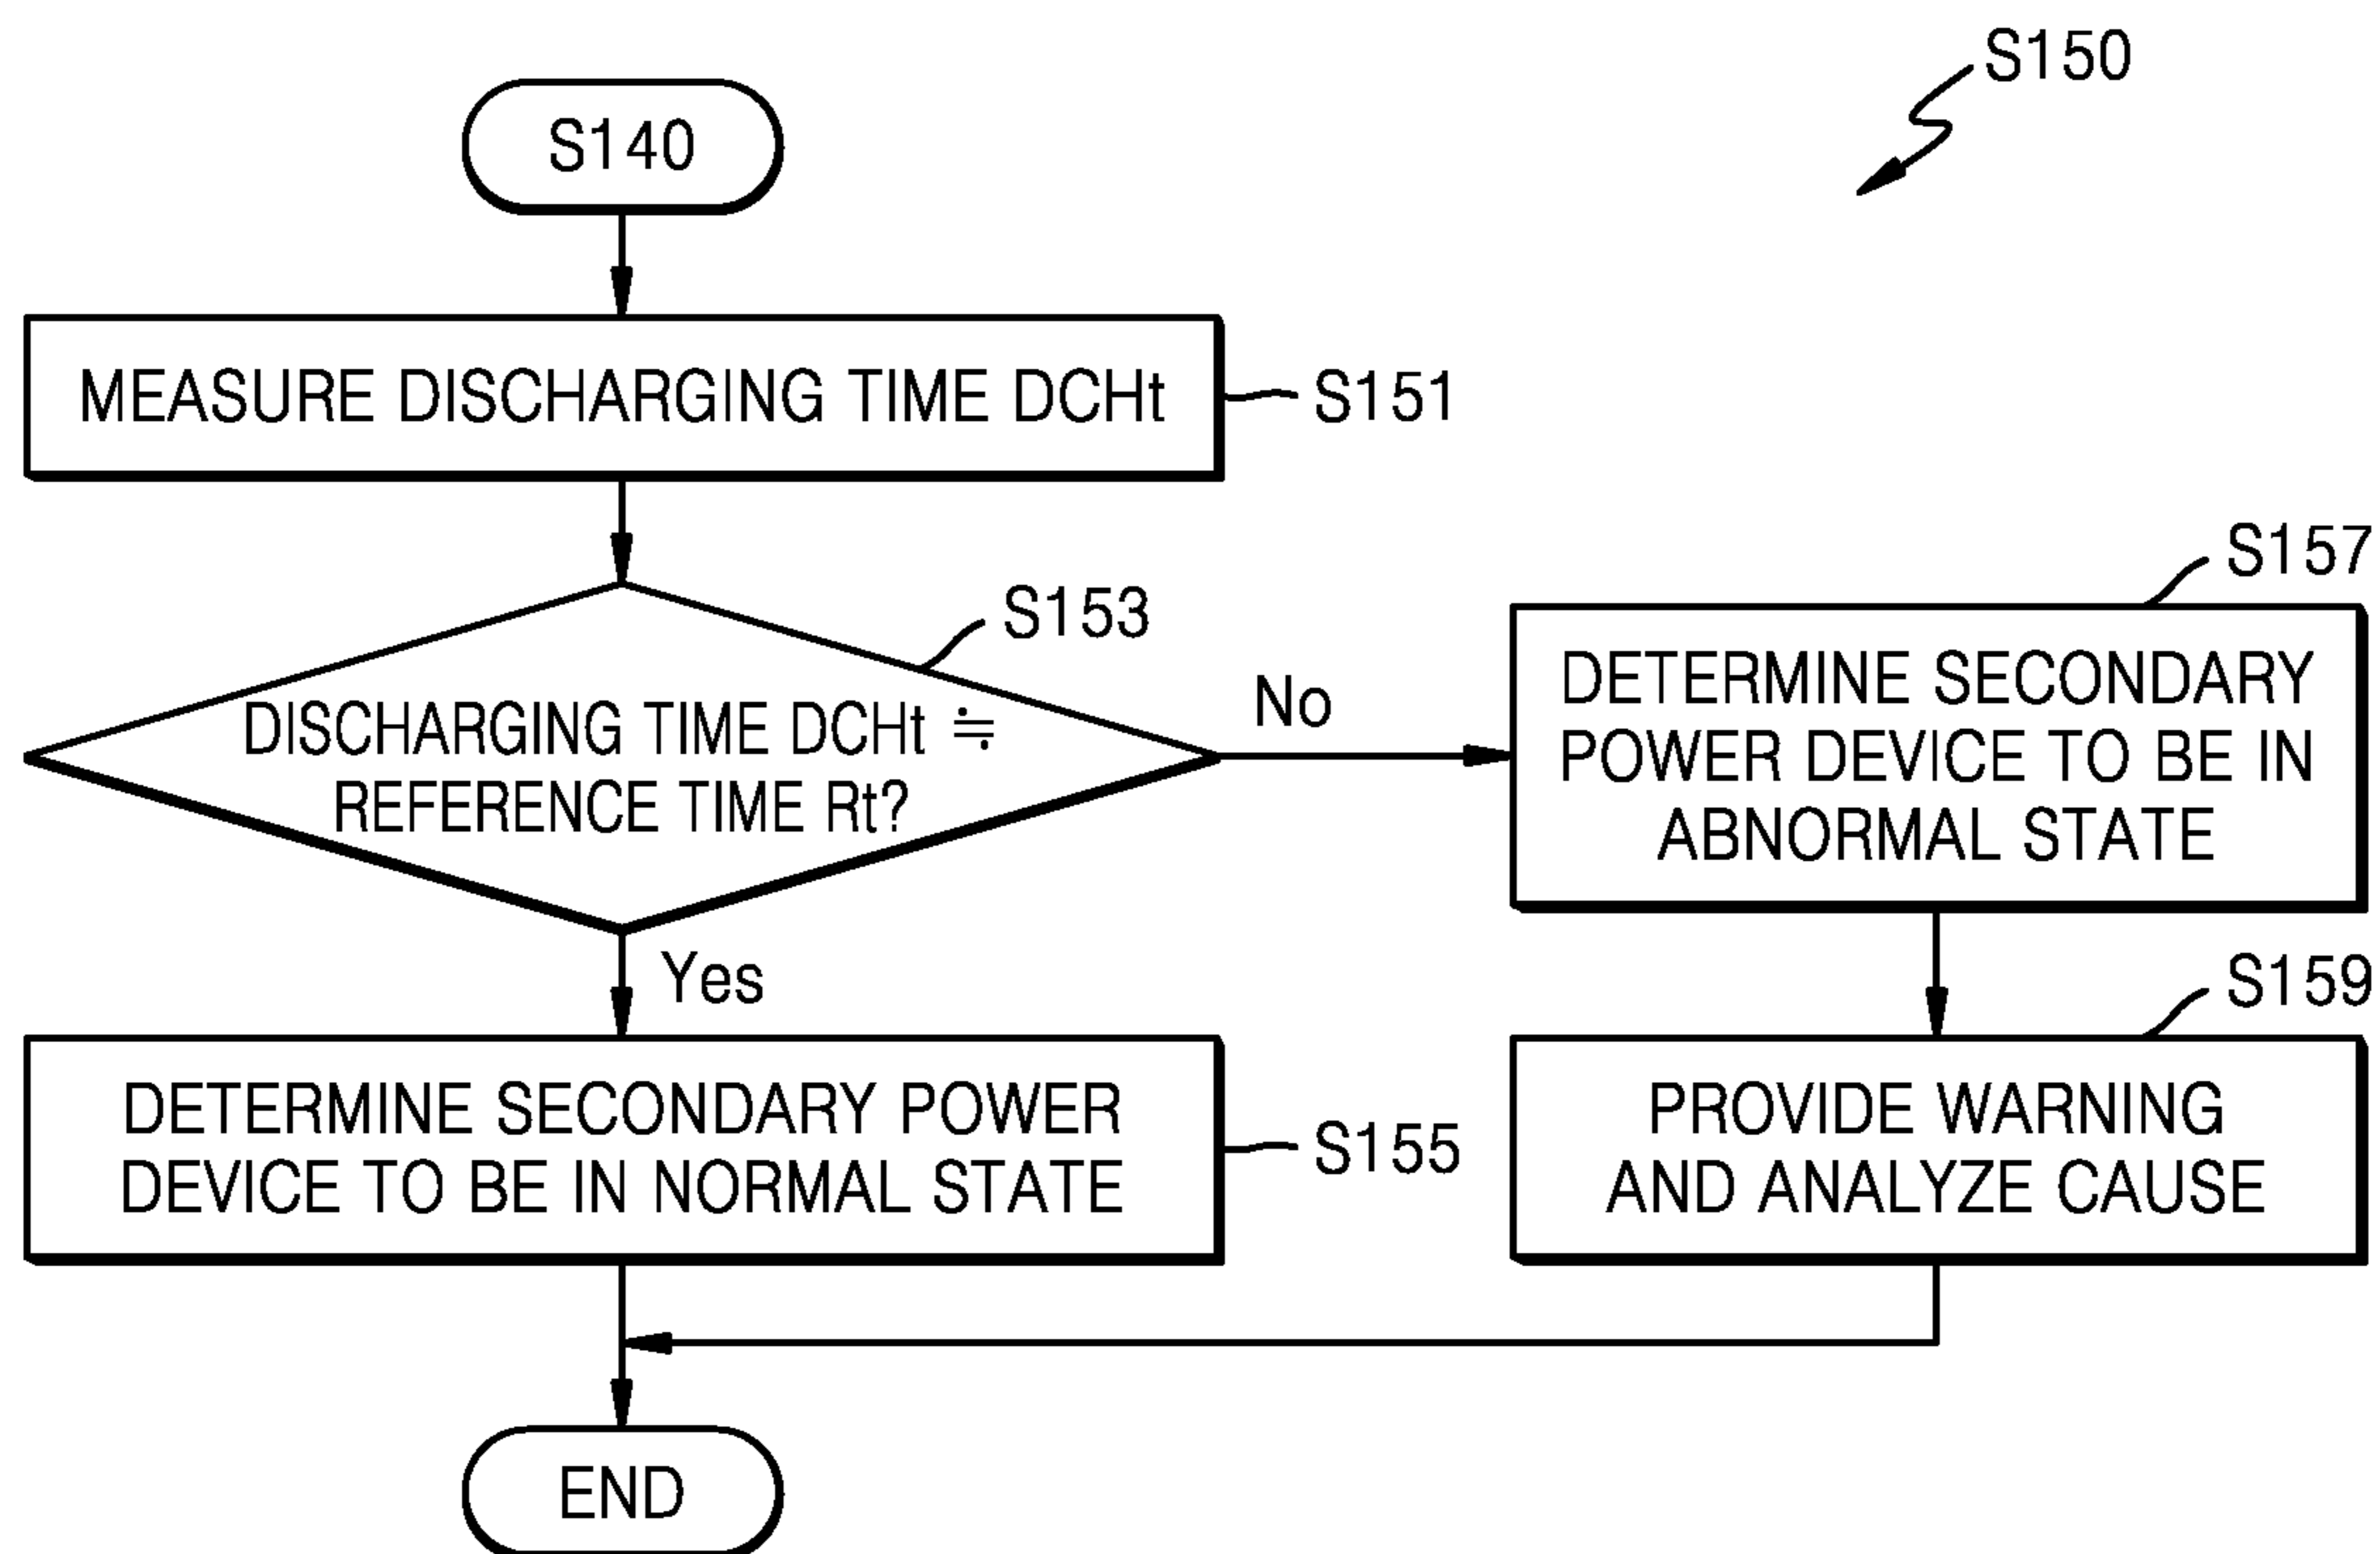 S150
S140
MEASURE DISCHARGING TIME DCHt
S151
S153
DISCHARGING TIME DCHt ≒
REFERENCE TIME Rt?
No
S157
DETERMINE SECONDARY
POWER DEVICE TO BE IN
ABNORMAL STATE
Yes
DETERMINE SECONDARY POWER
DEVICE TO BE IN NORMAL STATE
S155
S159
PROVIDE WARNING
AND ANALYZE CAUSE
END